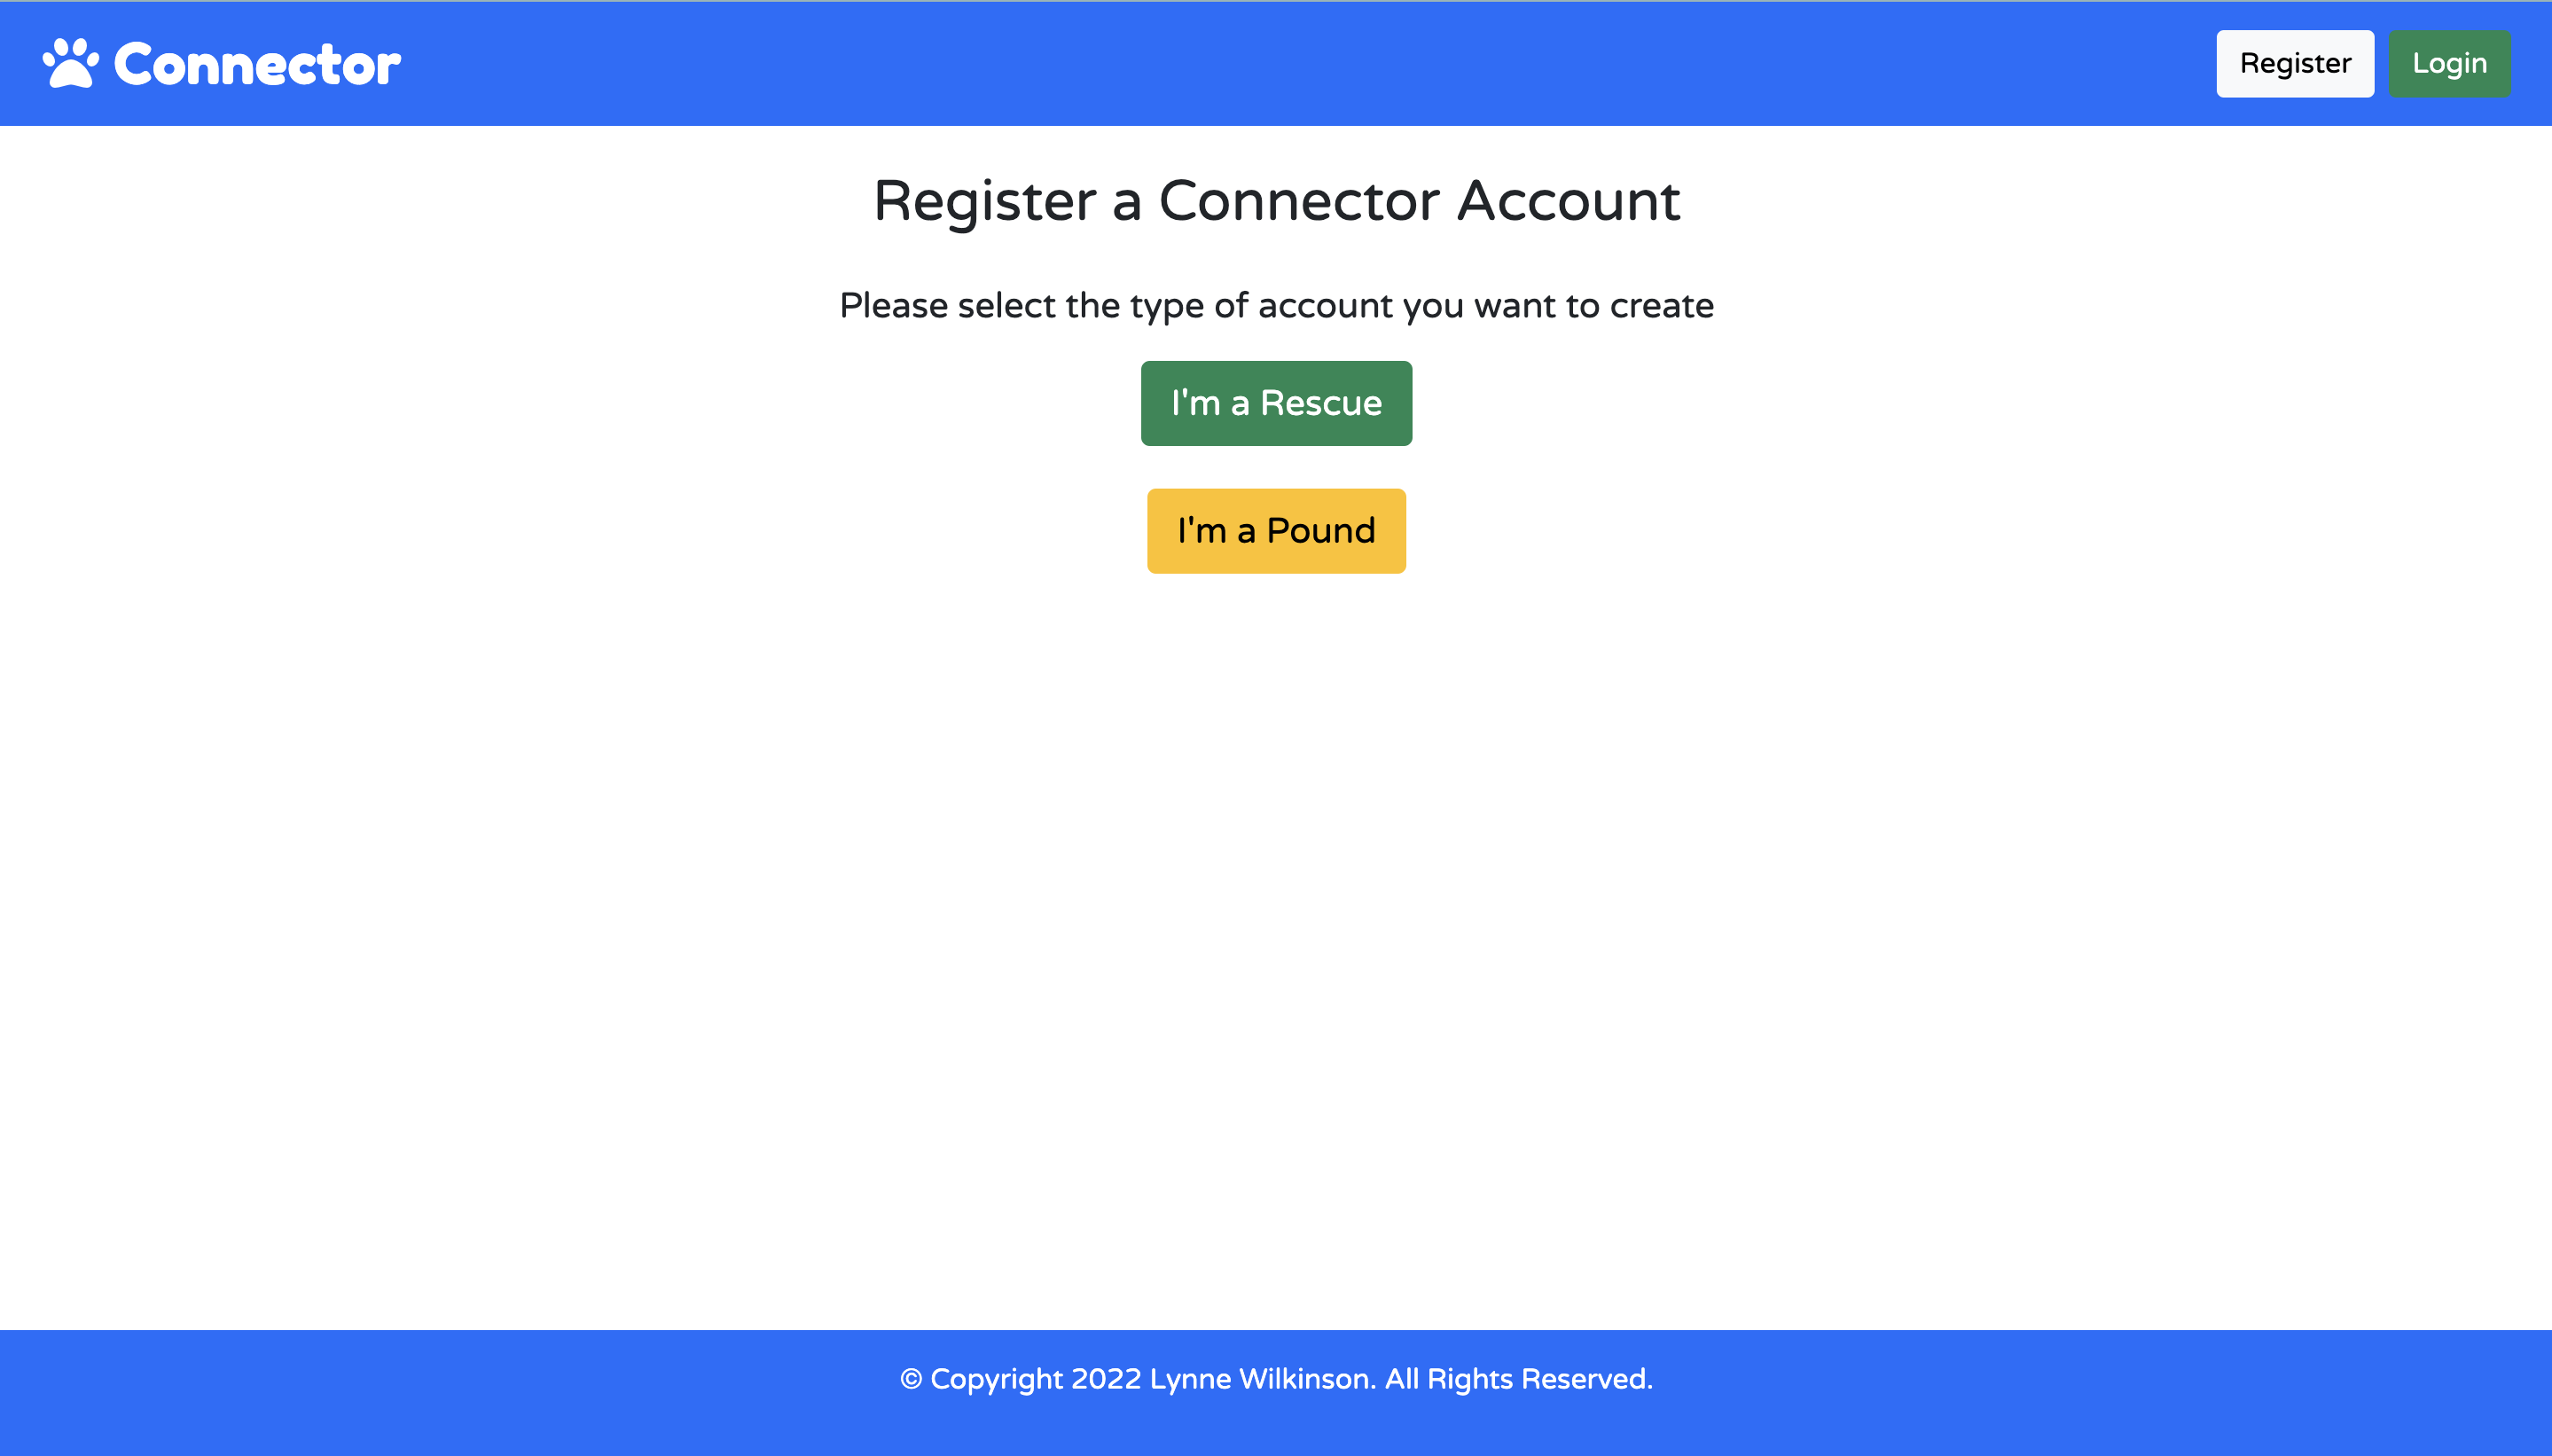 Connector
Register
Login
Register a Connector Account
Please select the type of account you want to create
I'm a Rescue
I'm a Pound
© Copyright 2022 Lynne Wilkinson. All Rights Reserved.